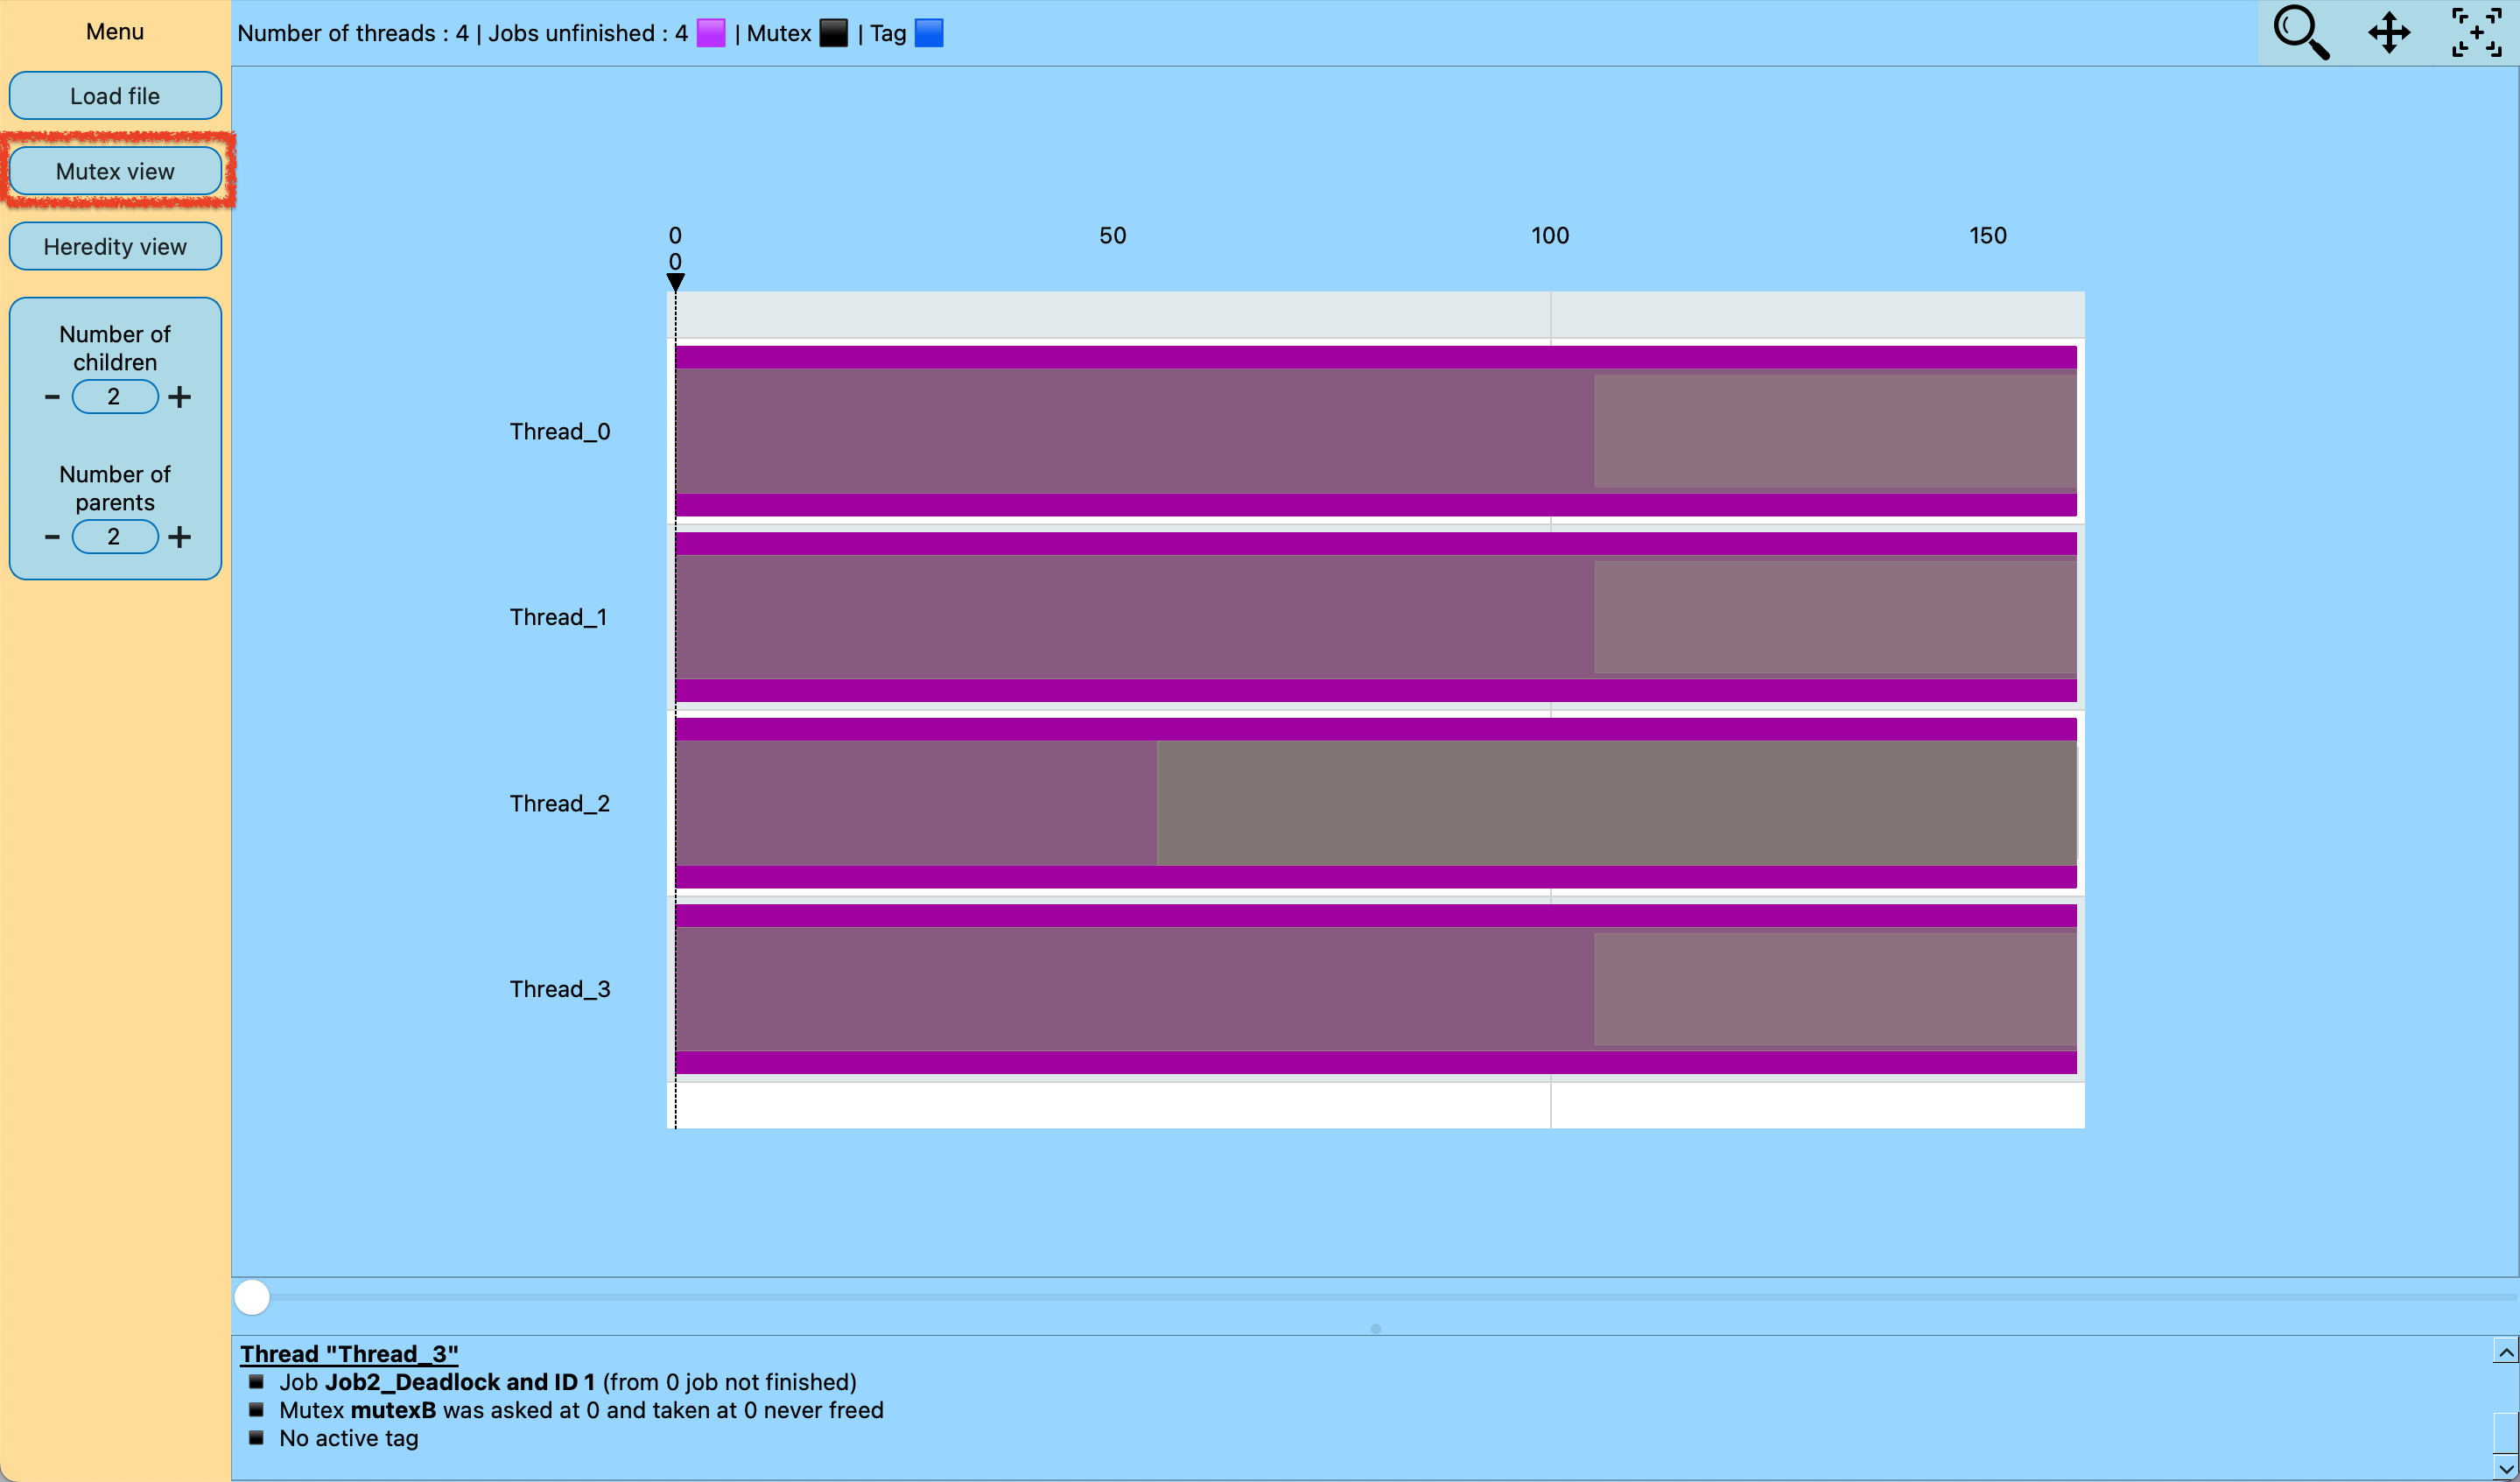 Menu
Load file
Mutex view
Heredity view
Number of
children
- 2 +
Number of
parents
- 2 +
Number of threads : 4 | Jobs unfinished : 4 | Mutex | Tag
0 50 100 150
0
Thread_0
Thread_1
Thread_2
Thread_3
Thread "Thread_3"
Job Job2_Deadlock and ID 1 (from 0 job not finished)
Mutex mutexB was asked at 0 and taken at 0 never freed
No active tag